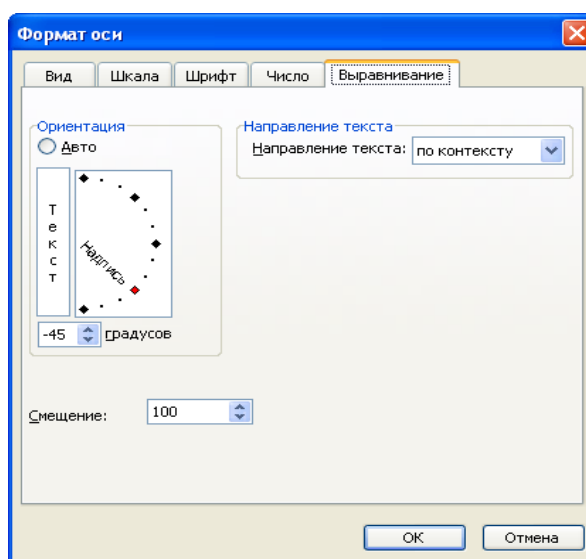 Формат оси
Вид Шкала Шрифт Число Выравнивание
Ориентация
Авто
Текст
Надпись
-45 градусов
Направление текста
Направление текста: по контексту
Смещение: 100
ОК Отмена